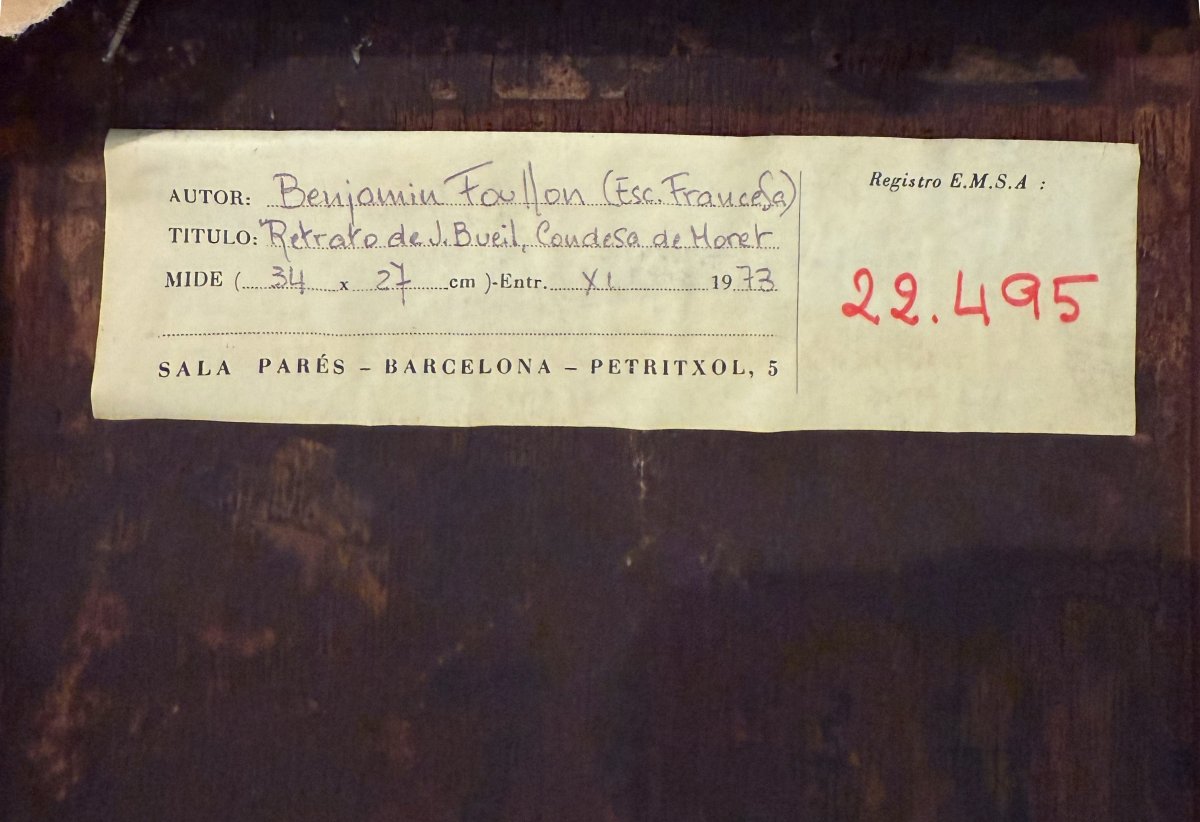 AUTOR: Benjamin Foullon (Esc. Francesa)
TITULO: "Retrato de J. Bueil, Condesa de Moret
MIDE ( 34 x 27 cm )-Entr. XI 1973
SALA PARÉS – BARCELONA – PETRITXOL, 5
Registro E.M.S.A :
22.495